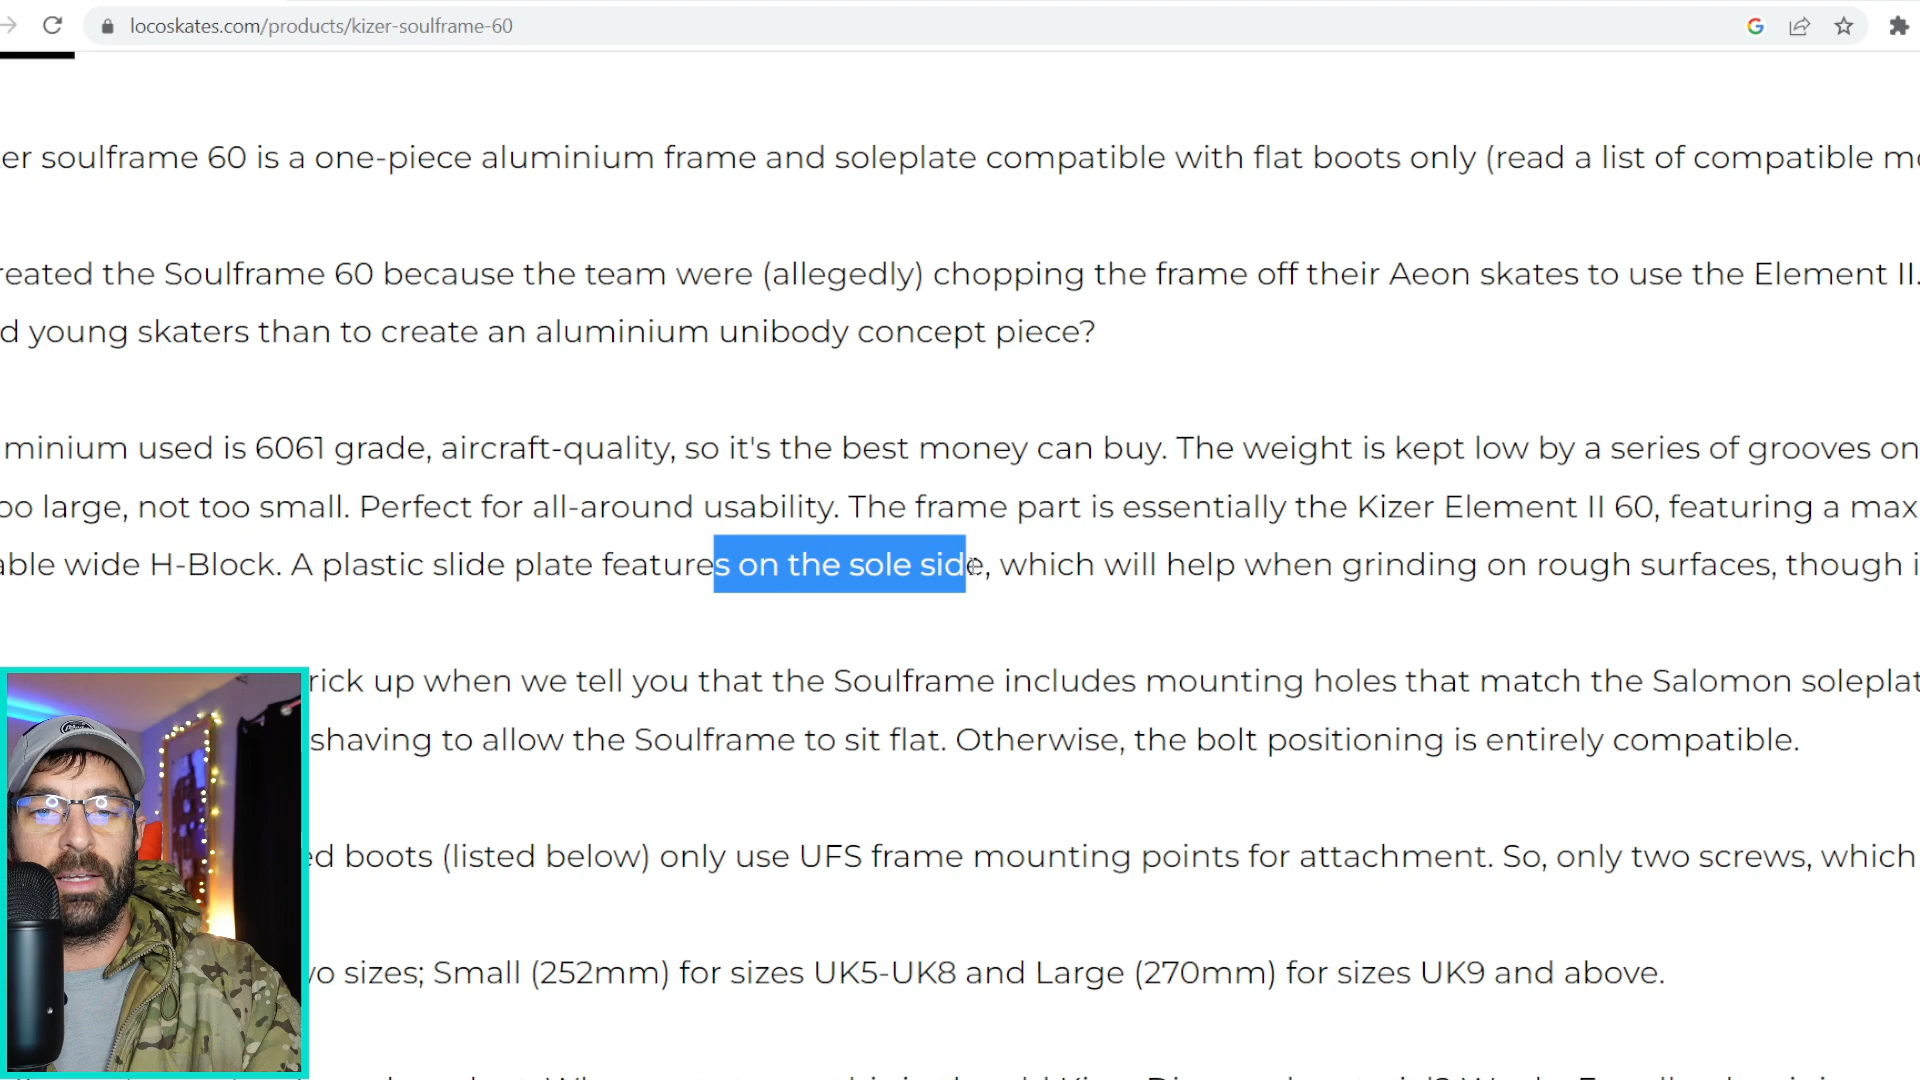 locoskates.com/products/kizer-soulframe-60
er soulframe 60 is a one-piece aluminium frame and soleplate compatible with flat boots only (read a list of compatible mo
reated the Soulframe 60 because the team were (allegedly) chopping the frame off their Aeon skates to use the Element II.
d young skaters than to create an aluminium unibody concept piece?
minium used is 6061 grade, aircraft-quality, so it's the best money can buy. The weight is kept low by a series of grooves on
oo large, not too small. Perfect for all-around usability. The frame part is essentially the Kizer Element II 60, featuring a max
able wide H-Block. A plastic slide plate features on the sole side, which will help when grinding on rough surfaces, though i
rick up when we tell you that the Soulframe includes mounting holes that match the Salomon soleplat
shaving to allow the Soulframe to sit flat. Otherwise, the bolt positioning is entirely compatible.
ed boots (listed below) only use UFS frame mounting points for attachment. So, only two screws, which
vo sizes; Small (252mm) for sizes UK5-UK8 and Large (270mm) for sizes UK9 and above.